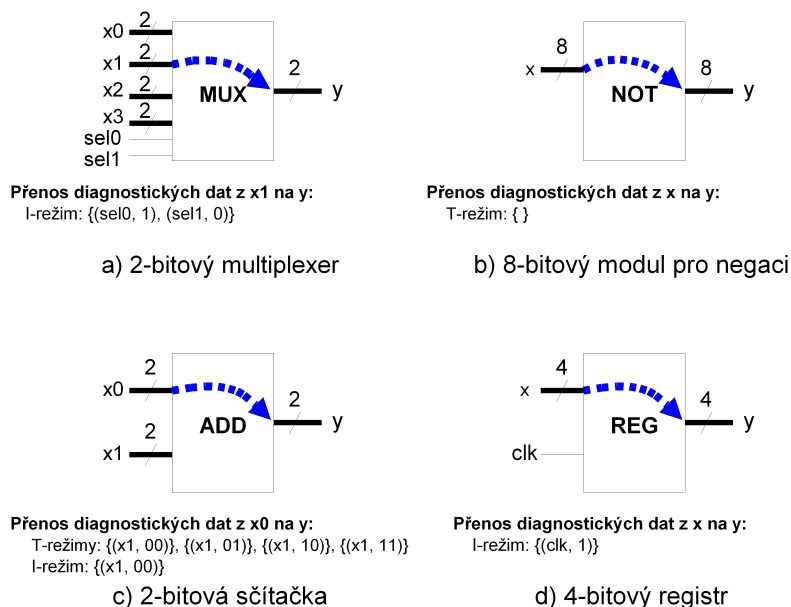 x0 2
x1 2
x2 2
x3 2
sel0
sel1
MUX
2 y
Přenos diagnostických dat z x1 na y:
I-režim: {(sel0, 1), (sel1, 0)}
a) 2-bitový multiplexer
x 8
NOT
8 y
Přenos diagnostických dat z x na y:
T-režim: { }
b) 8-bitový modul pro negaci
x0 2
x1 2
ADD
2 y
Přenos diagnostických dat z x0 na y:
T-režimy: {(x1, 00)}, {(x1, 01)}, {(x1, 10)}, {(x1, 11)}
I-režim: {(x1, 00)}
c) 2-bitová sčítačka
x 4
clk
REG
4 y
Přenos diagnostických dat z x na y:
I-režim: {(clk, 1)}
d) 4-bitový registr